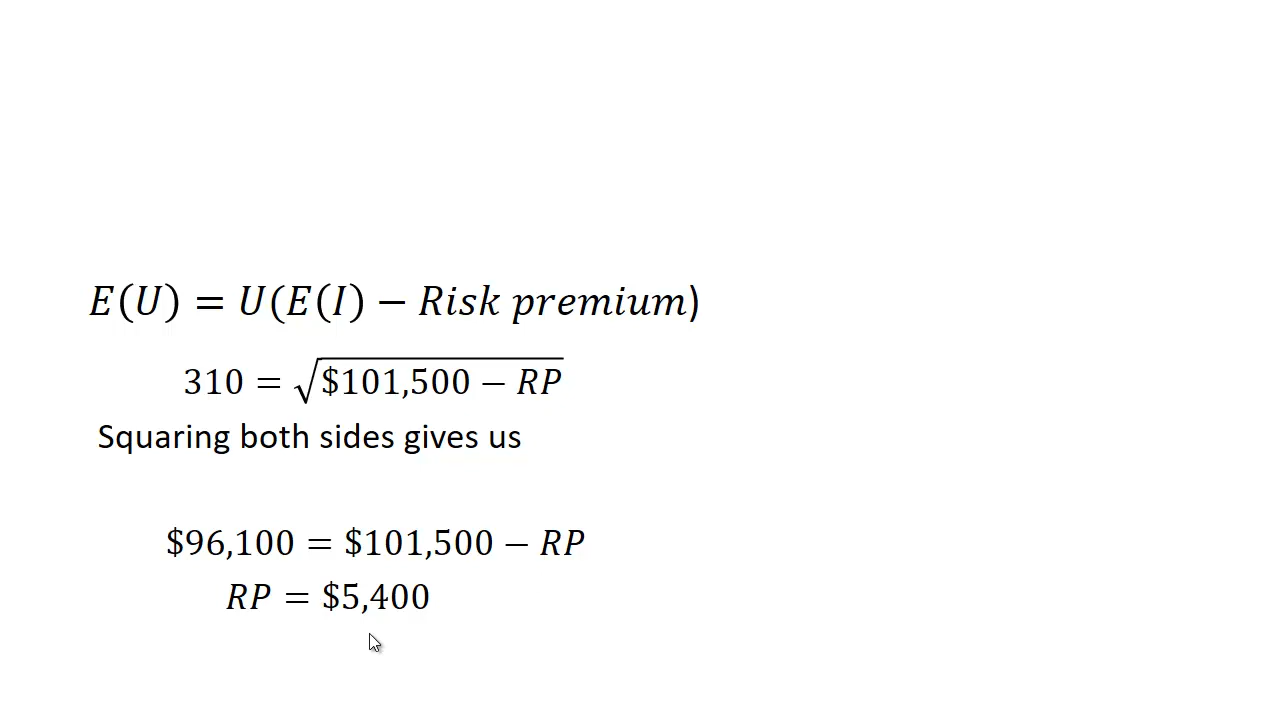 E(U) = U(E(I) − Risk premium)
310 = √$101,500 − RP
Squaring both sides gives us
$96,100 = $101,500 − RP
RP = $5,400